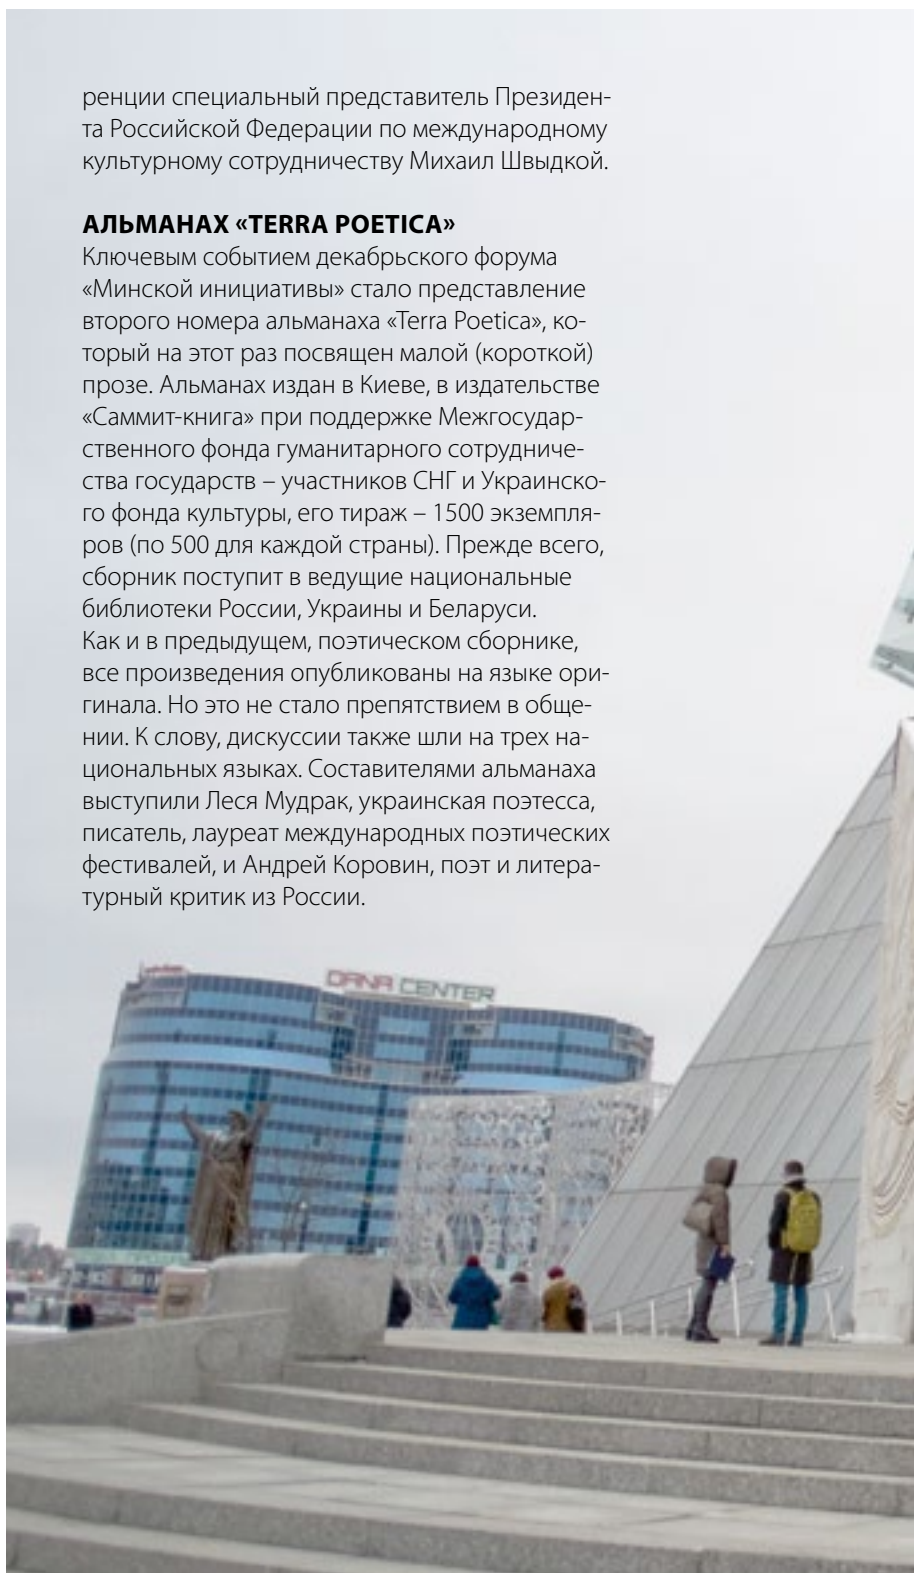 ренции специальный представитель Президен-
та Российской Федерации по международному
культурному сотрудничеству Михаил Швыдкой.
АЛЬМАНАХ «TERRA POETICA»
Ключевым событием декабрьского форума
«Минской инициативы» стало представление
второго номера альманаха «Terra Poetica», ко-
торый на этот раз посвящен малой (короткой)
прозе. Альманах издан в Киеве, в издательстве
«Саммит-книга» при поддержке Межгосудар-
ственного фонда гуманитарного сотрудниче-
ства государств – участников СНГ и Украинско-
го фонда культуры, его тираж – 1500 экземпля-
ров (по 500 для каждой страны). Прежде всего,
сборник поступит в ведущие национальные
библиотеки России, Украины и Беларуси.
Как и в предыдущем, поэтическом сборнике,
все произведения опубликованы на языке ори-
гинала. Но это не стало препятствием в обще-
нии. К слову, дискуссии также шли на трех на-
циональных языках. Составителями альманаха
выступили Леся Мудрак, украинская поэтесса,
писатель, лауреат международных поэтических
фестивалей, и Андрей Коровин, поэт и литера-
турный критик из России.
DANA CENTER